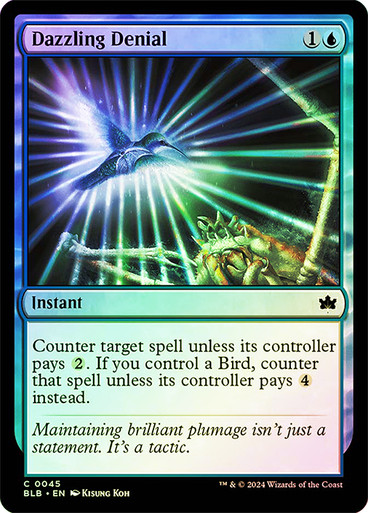 Dazzling Denial 1
Instant
Counter target spell unless its controller
pays 2. If you control a Bird, counter
that spell unless its controller pays 4
instead.
Maintaining brilliant plumage isn't just a
statement. It's a tactic.
C 0045
BLB • EN Kisung Koh
™ & © 2024 Wizards of the Coast